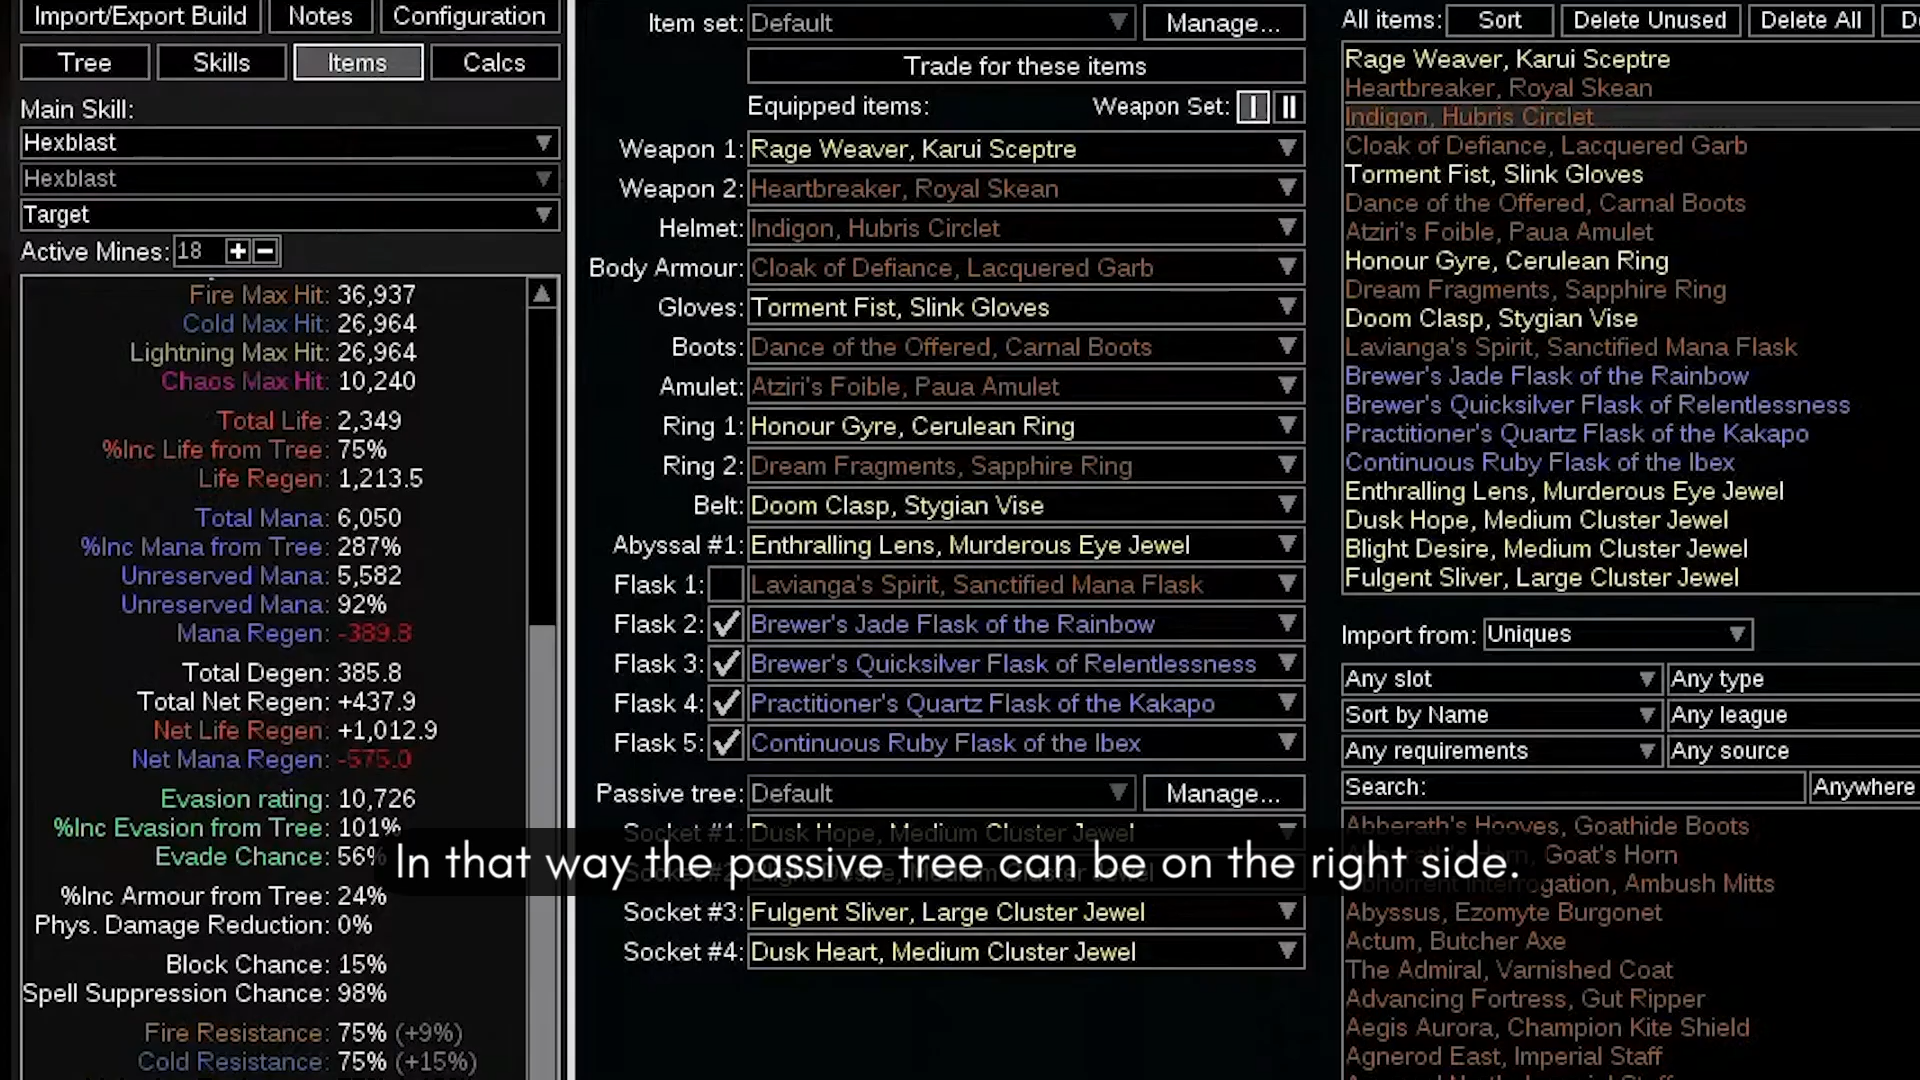 Import/Export Build
Notes
Configuration
Tree
Skills
Items
Calcs
Main Skill:
Hexblast
Hexblast
Target
Active Mines: 18 + −
Fire Max Hit: 36,937
Cold Max Hit: 26,964
Lightning Max Hit: 26,964
Chaos Max Hit: 10,240
Total Life: 2,349
%Inc Life from Tree: 75%
Life Regen: 1,213.5
Total Mana: 6,050
%Inc Mana from Tree: 287%
Unreserved Mana: 5,582
Unreserved Mana: 92%
Mana Regen: -389.8
Total Degen: 385.8
Total Net Regen: +437.9
Net Life Regen: +1,012.9
Net Mana Regen: -575.0
Evasion rating: 10,726
%Inc Evasion from Tree: 101%
Evade Chance: 56%
%Inc Armour from Tree: 24%
Phys. Damage Reduction: 0%
Block Chance: 15%
Spell Suppression Chance: 98%
Fire Resistance: 75% (+9%)
Cold Resistance: 75% (+15%)
Item set: Default
Manage...
Trade for these items
Equipped items:
Weapon Set: I II
Weapon 1: Rage Weaver, Karui Sceptre
Weapon 2: Heartbreaker, Royal Skean
Helmet: Indigon, Hubris Circlet
Body Armour: Cloak of Defiance, Lacquered Garb
Gloves: Torment Fist, Slink Gloves
Boots: Dance of the Offered, Carnal Boots
Amulet: Atziri's Foible, Paua Amulet
Ring 1: Honour Gyre, Cerulean Ring
Ring 2: Dream Fragments, Sapphire Ring
Belt: Doom Clasp, Stygian Vise
Abyssal #1: Enthralling Lens, Murderous Eye Jewel
Flask 1: Lavianga's Spirit, Sanctified Mana Flask
Flask 2: Brewer's Jade Flask of the Rainbow
Flask 3: Brewer's Quicksilver Flask of Relentlessness
Flask 4: Practitioner's Quartz Flask of the Kakapo
Flask 5: Continuous Ruby Flask of the Ibex
Passive tree: Default
Manage...
Socket #1: Dusk Hope, Medium Cluster Jewel
In that way the passive tree can be on the right side.
Socket #3: Fulgent Sliver, Large Cluster Jewel
Socket #4: Dusk Heart, Medium Cluster Jewel
All items:
Sort
Delete Unused
Delete All
Rage Weaver, Karui Sceptre
Heartbreaker, Royal Skean
Indigon, Hubris Circlet
Cloak of Defiance, Lacquered Garb
Torment Fist, Slink Gloves
Dance of the Offered, Carnal Boots
Atziri's Foible, Paua Amulet
Honour Gyre, Cerulean Ring
Dream Fragments, Sapphire Ring
Doom Clasp, Stygian Vise
Lavianga's Spirit, Sanctified Mana Flask
Brewer's Jade Flask of the Rainbow
Brewer's Quicksilver Flask of Relentlessness
Practitioner's Quartz Flask of the Kakapo
Continuous Ruby Flask of the Ibex
Enthralling Lens, Murderous Eye Jewel
Dusk Hope, Medium Cluster Jewel
Blight Desire, Medium Cluster Jewel
Fulgent Sliver, Large Cluster Jewel
Import from: Uniques
Any slot
Any type
Sort by Name
Any league
Any requirements
Any source
Search:
Anywhere
Abberath's Hooves, Goathide Boots
Goat's Horn
Ambush Mitts
Abyssus, Ezomyte Burgonet
Actum, Butcher Axe
The Admiral, Varnished Coat
Advancing Fortress, Gut Ripper
Aegis Aurora, Champion Kite Shield
Agnerod East, Imperial Staff